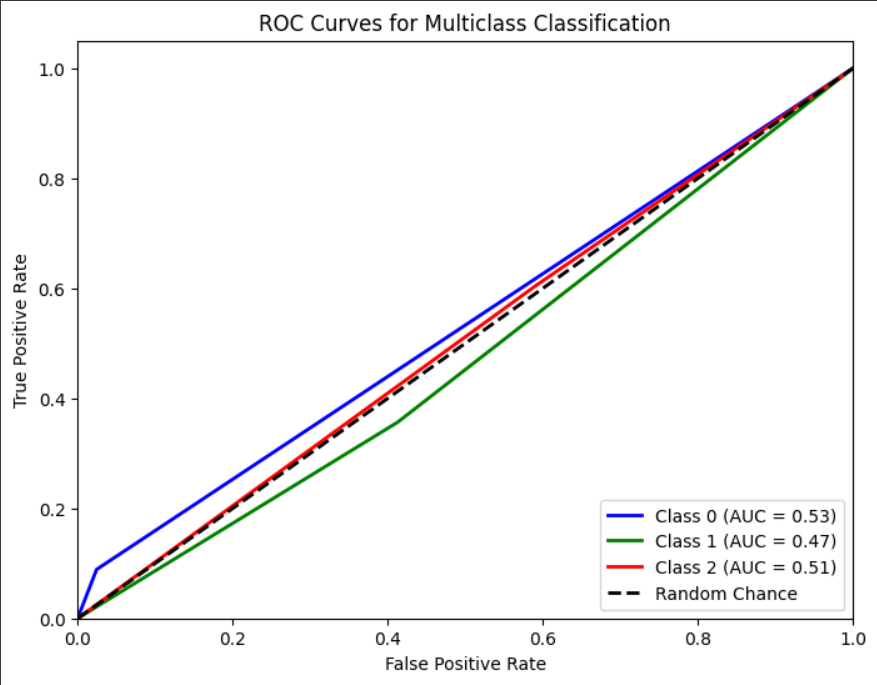 ROC Curves for Multiclass Classification
1.0
0.8
0.6
0.4
0.2
0.0
True Positive Rate
0.0 0.2 0.4 0.6 0.8 1.0
False Positive Rate
Class 0 (AUC = 0.53)
Class 1 (AUC = 0.47)
Class 2 (AUC = 0.51)
Random Chance